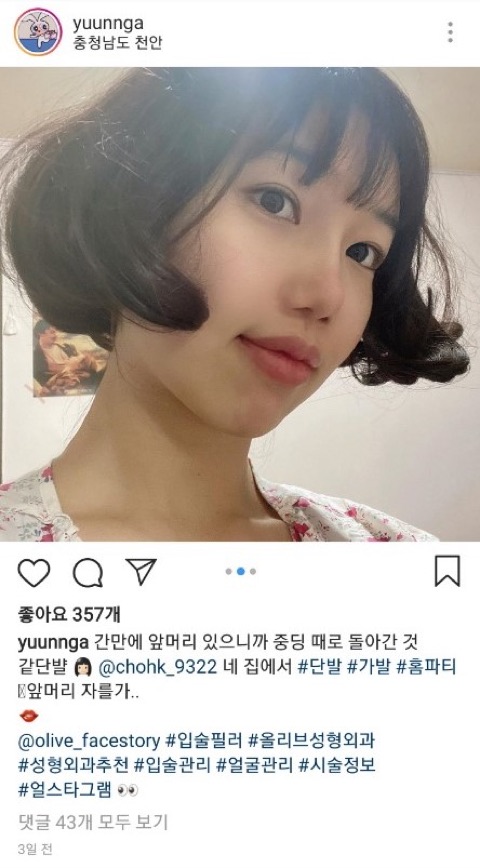 yuunnga
충청남도 천안
좋아요 357개
yuunnga 간만에 앞머리 있으니까 중딩 때로 돌아간 것
같단뱔 👩🏻 @chohk_9322 네 집에서 #단발 #가발 #홈파티
앞머리 자를가..
💋
@olive_facestory #입술필러 #올리브성형외과
#성형외과추천 #입술관리 #얼굴관리 #시술정보
#얼스타그램 👀
댓글 43개 모두 보기
3일 전